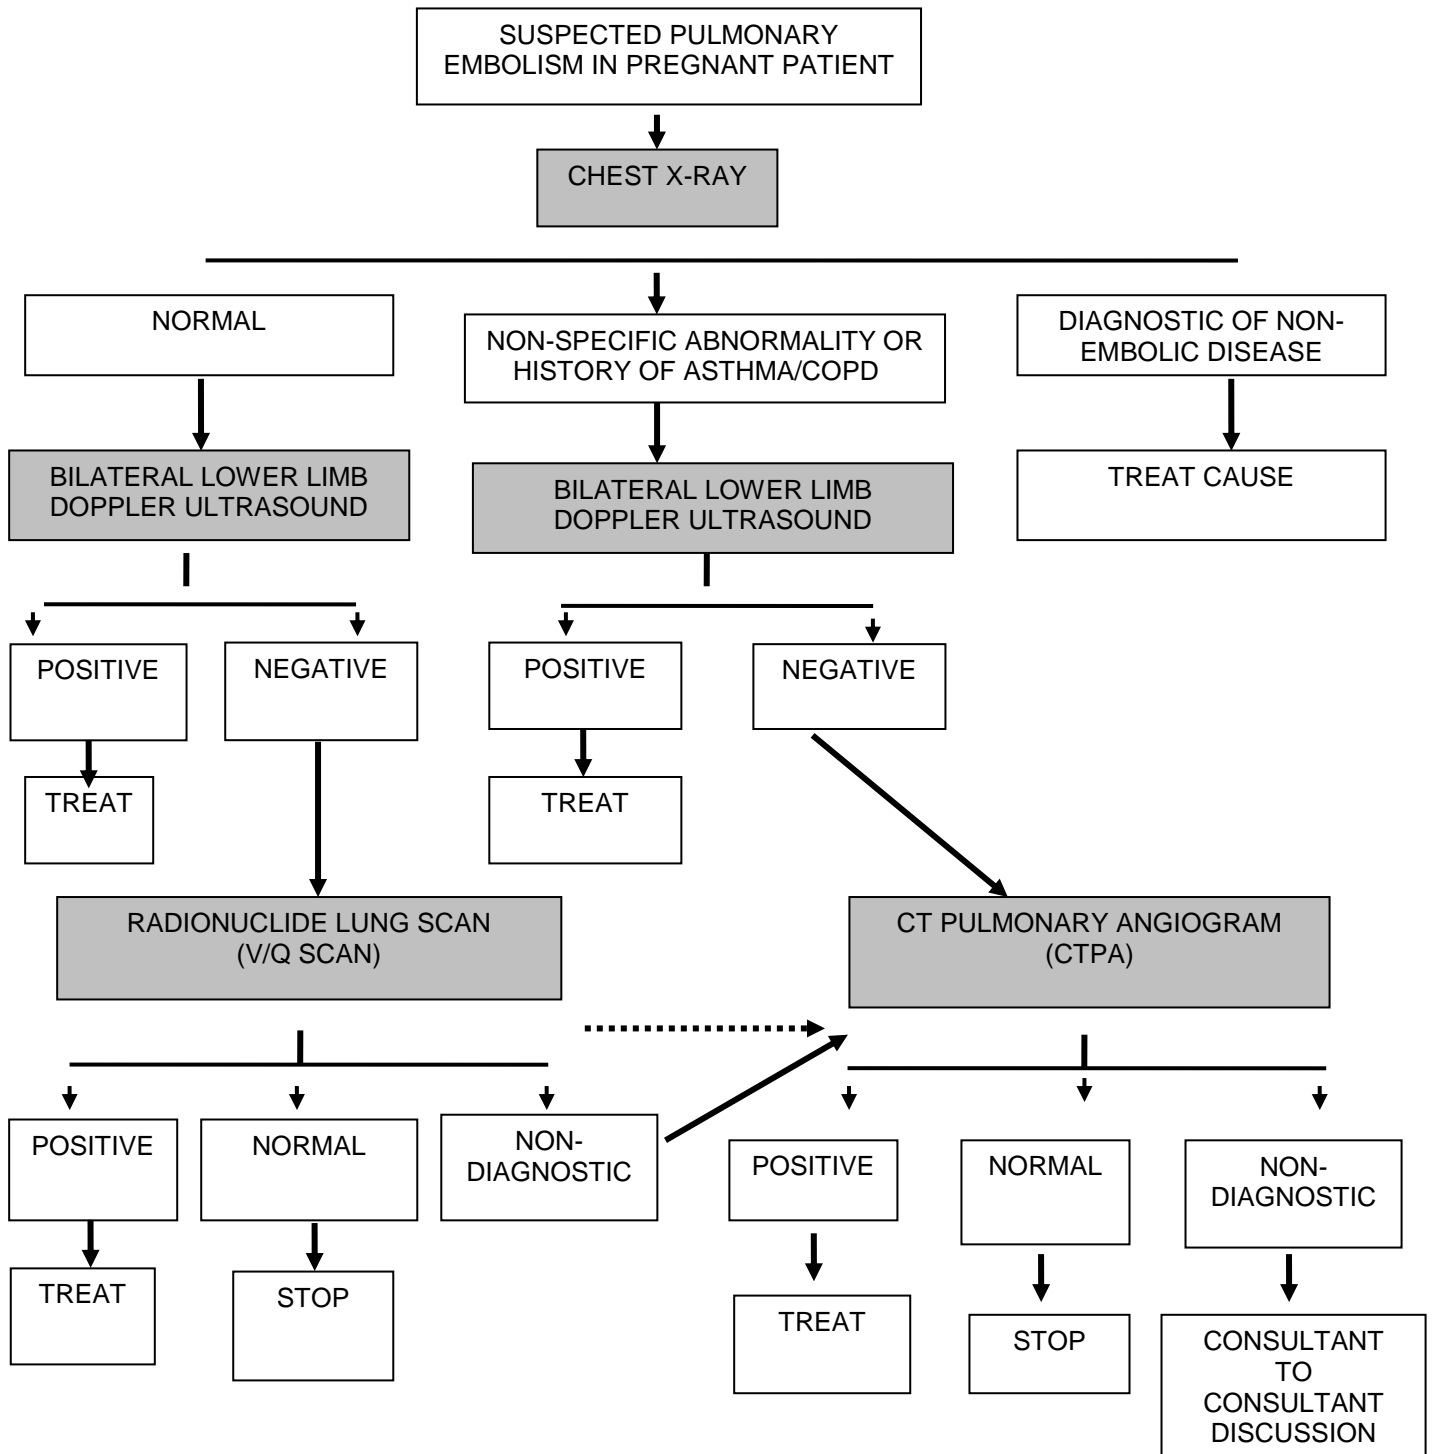 SUSPECTED PULMONARY
EMBOLISM IN PREGNANT PATIENT
CHEST X-RAY
NORMAL
NON-SPECIFIC ABNORMALITY OR
HISTORY OF ASTHMA/COPD
DIAGNOSTIC OF NON-
EMBOLIC DISEASE
BILATERAL LOWER LIMB
DOPPLER ULTRASOUND
BILATERAL LOWER LIMB
DOPPLER ULTRASOUND
TREAT CAUSE
POSITIVE
NEGATIVE
POSITIVE
NEGATIVE
TREAT
TREAT
RADIONUCLIDE LUNG SCAN
(V/Q SCAN)
CT PULMONARY ANGIOGRAM
(CTPA)
POSITIVE
NORMAL
NON-
DIAGNOSTIC
POSITIVE
NORMAL
NON-
DIAGNOSTIC
TREAT
STOP
TREAT
STOP
CONSULTANT
TO
CONSULTANT
DISCUSSION